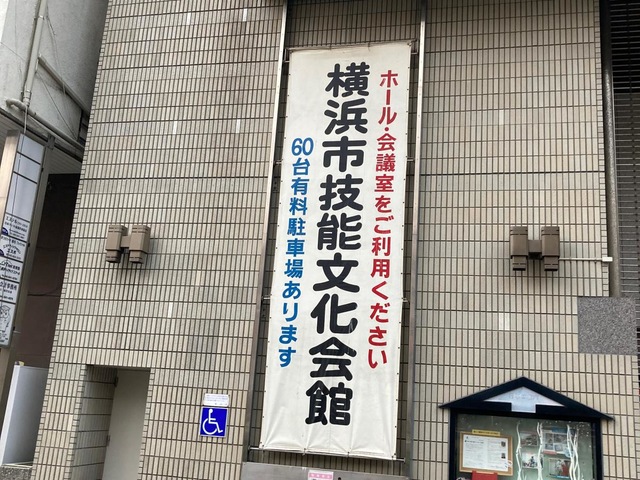 ホール・会議室をご利用ください
横浜市技能文化会館
60台有料駐車場あります